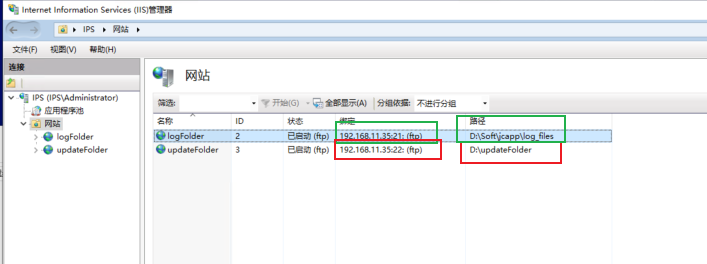 Internet Information Services (IIS)管理器
IPS 网站
文件(F) 视图(V) 帮助(H)
连接
IPS (IPS\Administrator)
应用程序池
网站
logFolder
updateFolder
网站
筛选: 开始(G) 全部显示(A) 分组依据: 不进行分组
名称 ID 状态 绑定 路径
logFolder 2 已启动 (ftp) 192.168.11.35:21: (ftp) D:\Soft\jcapp\log_files
updateFolder 3 已启动 (ftp) 192.168.11.35:22: (ftp) D:\updateFolder